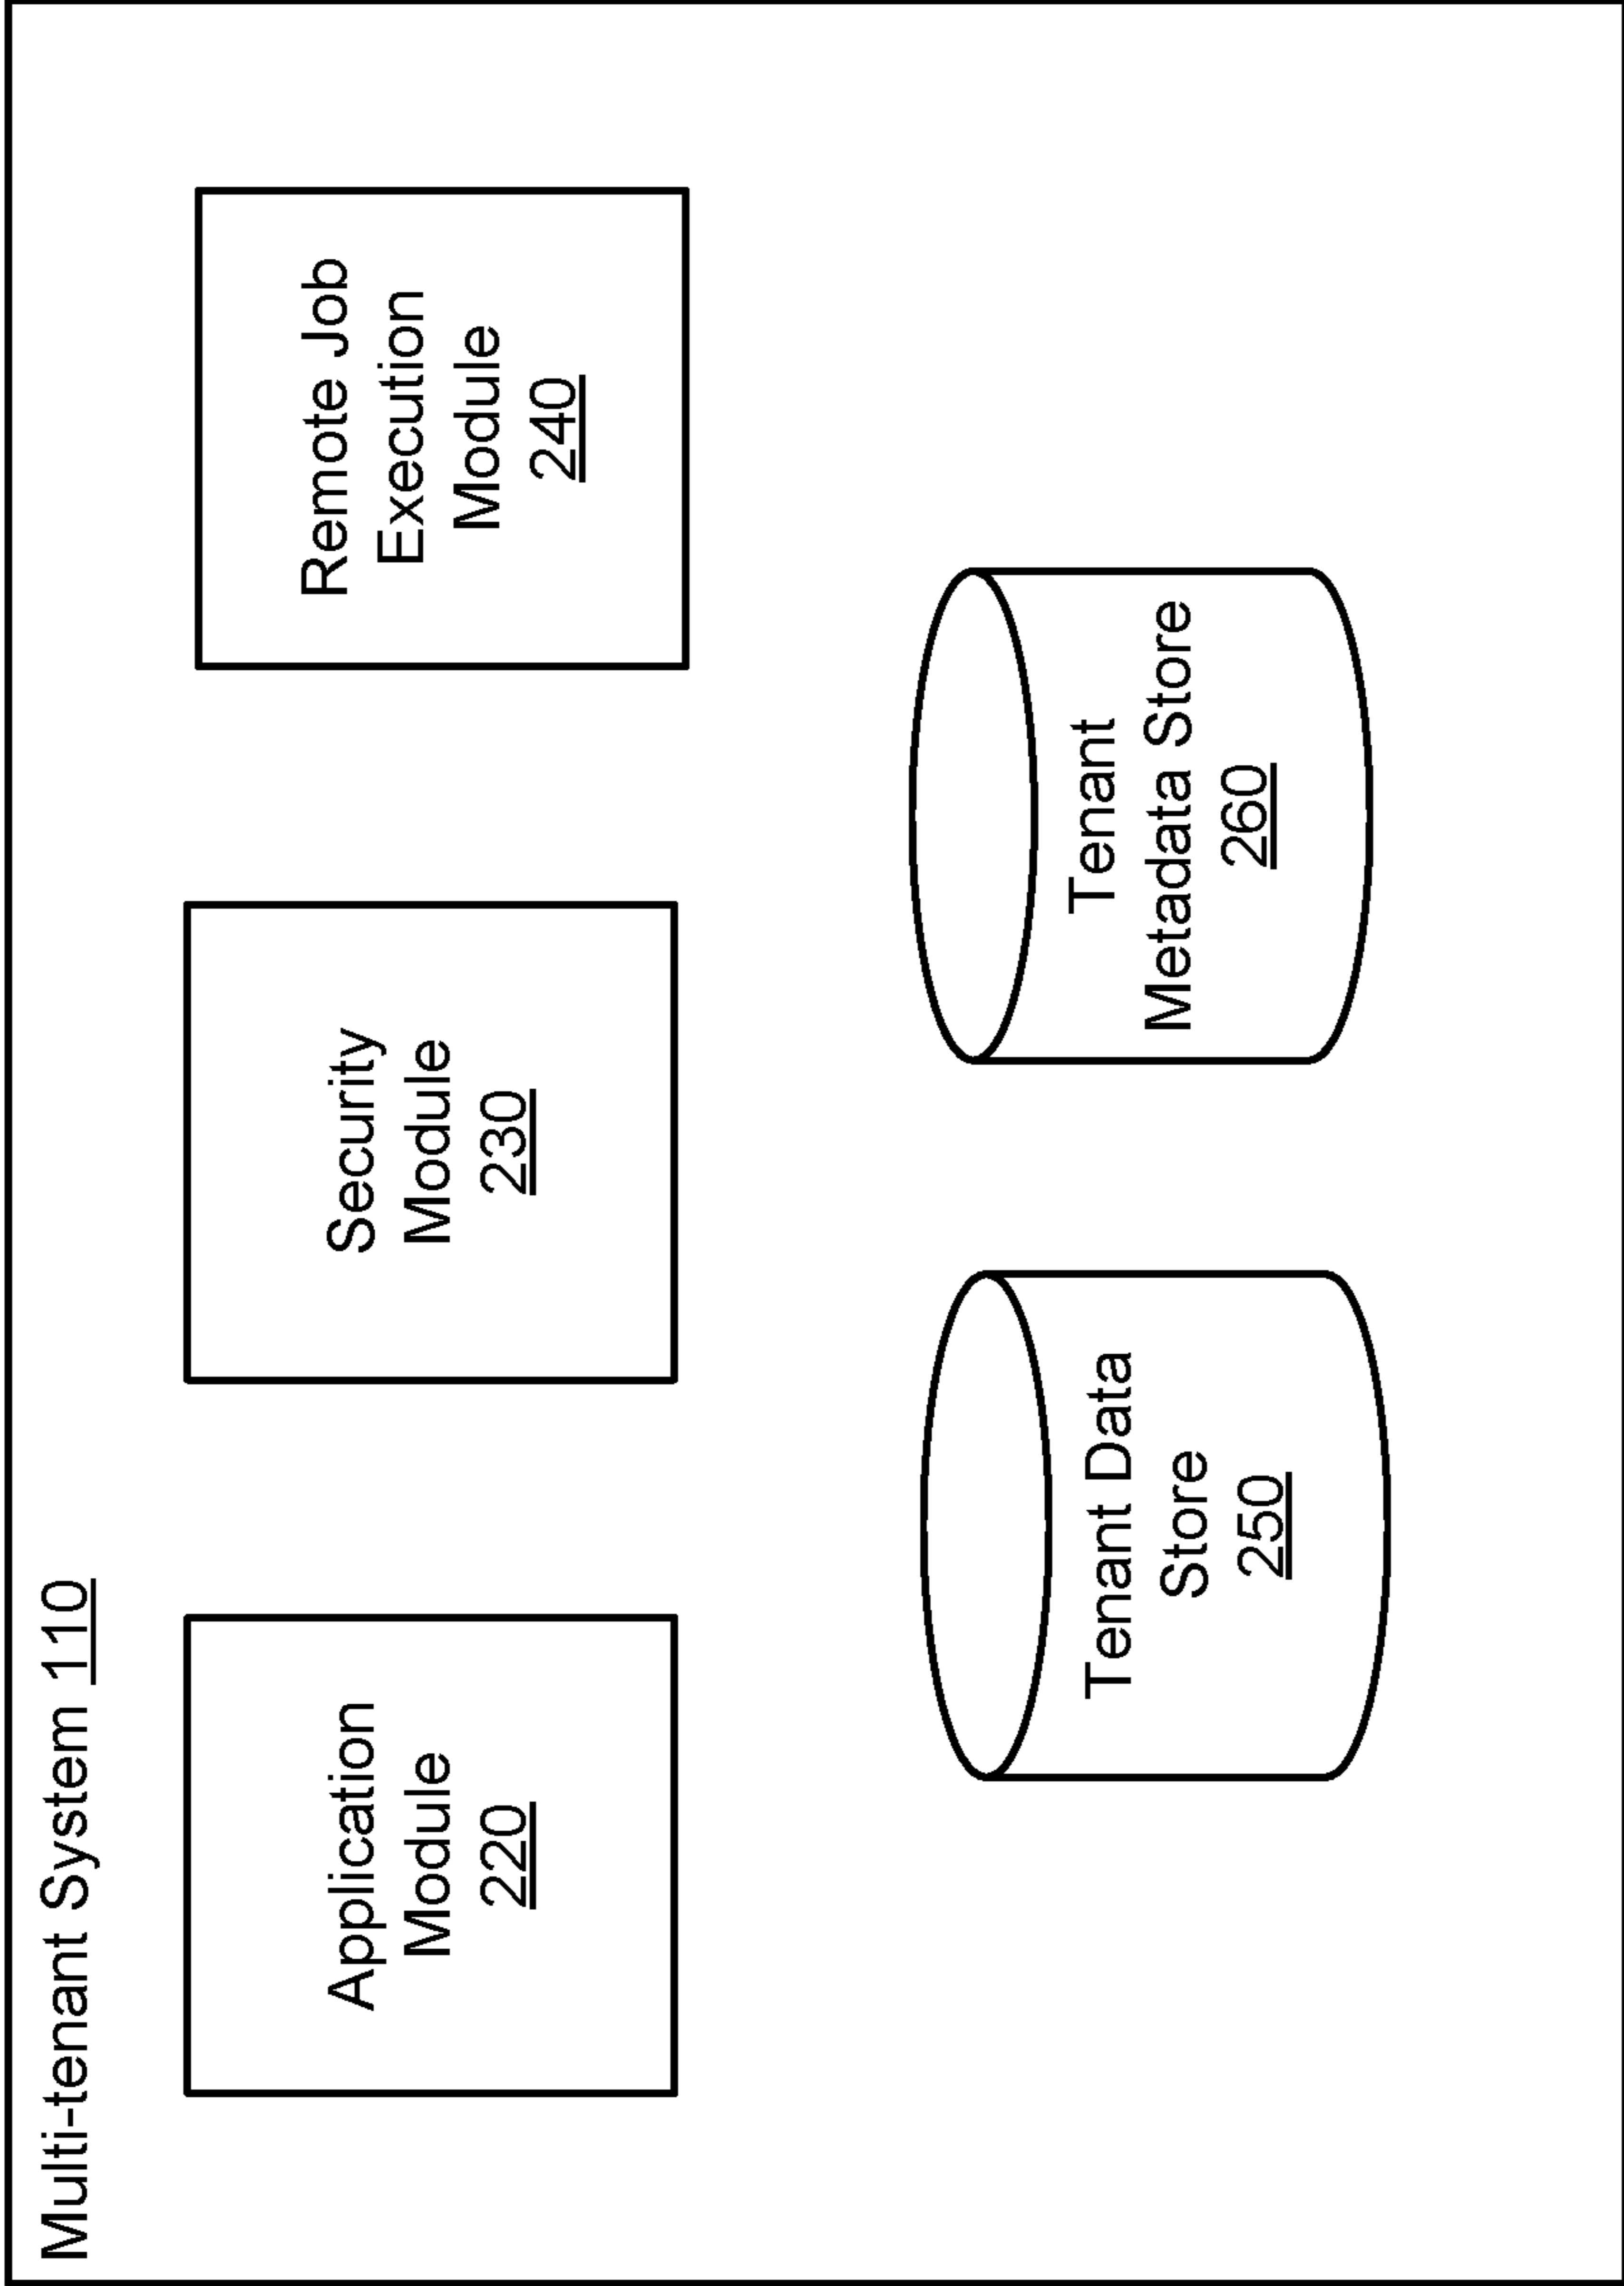 Multi-tenant System 110
Application
Module
220
Security
Module
230
Remote Job
Execution
Module
240
Tenant Data
Store
250
Tenant
Metadata Store
260